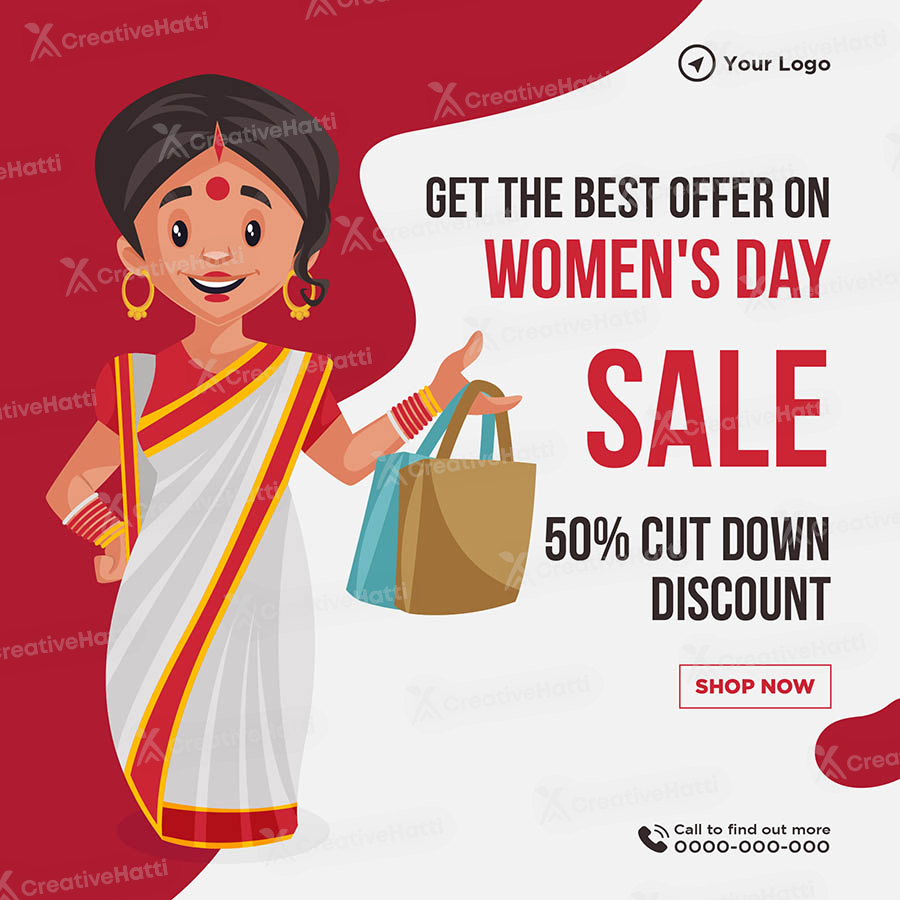 Your Logo
GET THE BEST OFFER ON
WOMEN'S DAY
SALE
50% CUT DOWN
DISCOUNT
SHOP NOW
Call to find out more
0000-000-000
CreativeHatti